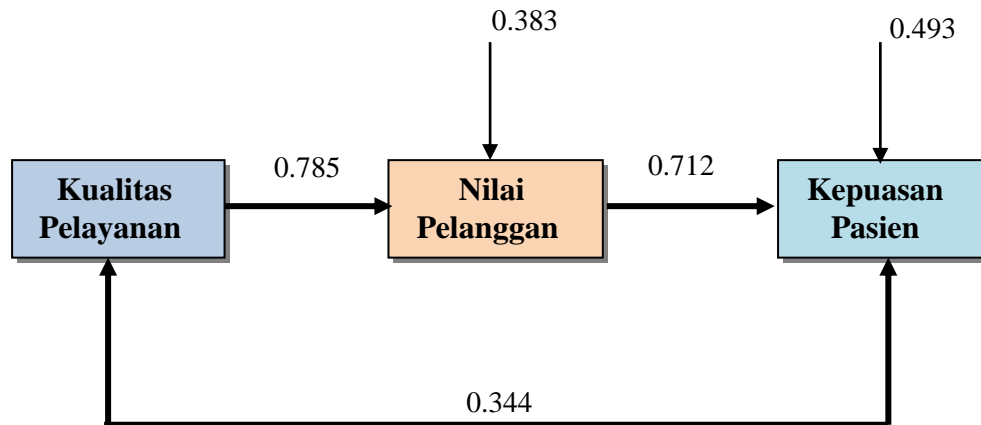 0.383
0.493
0.785
0.712
Kualitas
Pelayanan
Nilai
Pelanggan
Kepuasan
Pasien
0.344